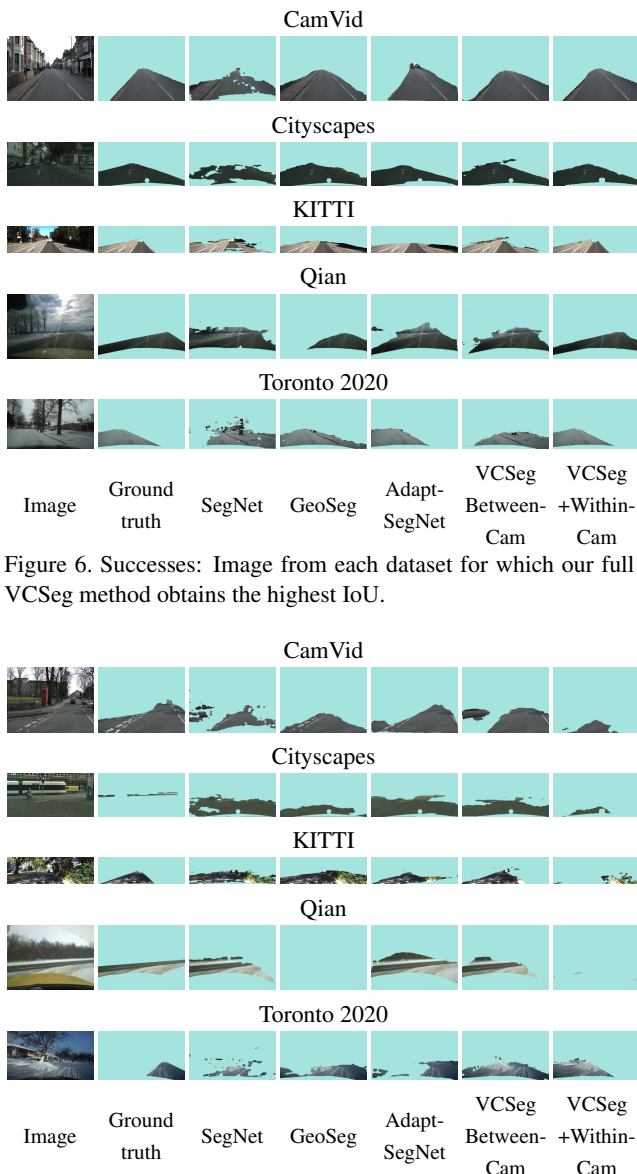 CamVid
Cityscapes
KITTI
Qian
Toronto 2020
Image
Ground truth
SegNet
GeoSeg
Adapt-SegNet
VCSeg Between-Cam
VCSeg +Within-Cam
Figure 6. Successes: Image from each dataset for which our full
VCSeg method obtains the highest IoU.
CamVid
Cityscapes
KITTI
Qian
Toronto 2020
Image
Ground truth
SegNet
GeoSeg
Adapt-SegNet
VCSeg Between-Cam
VCSeg +Within-Cam